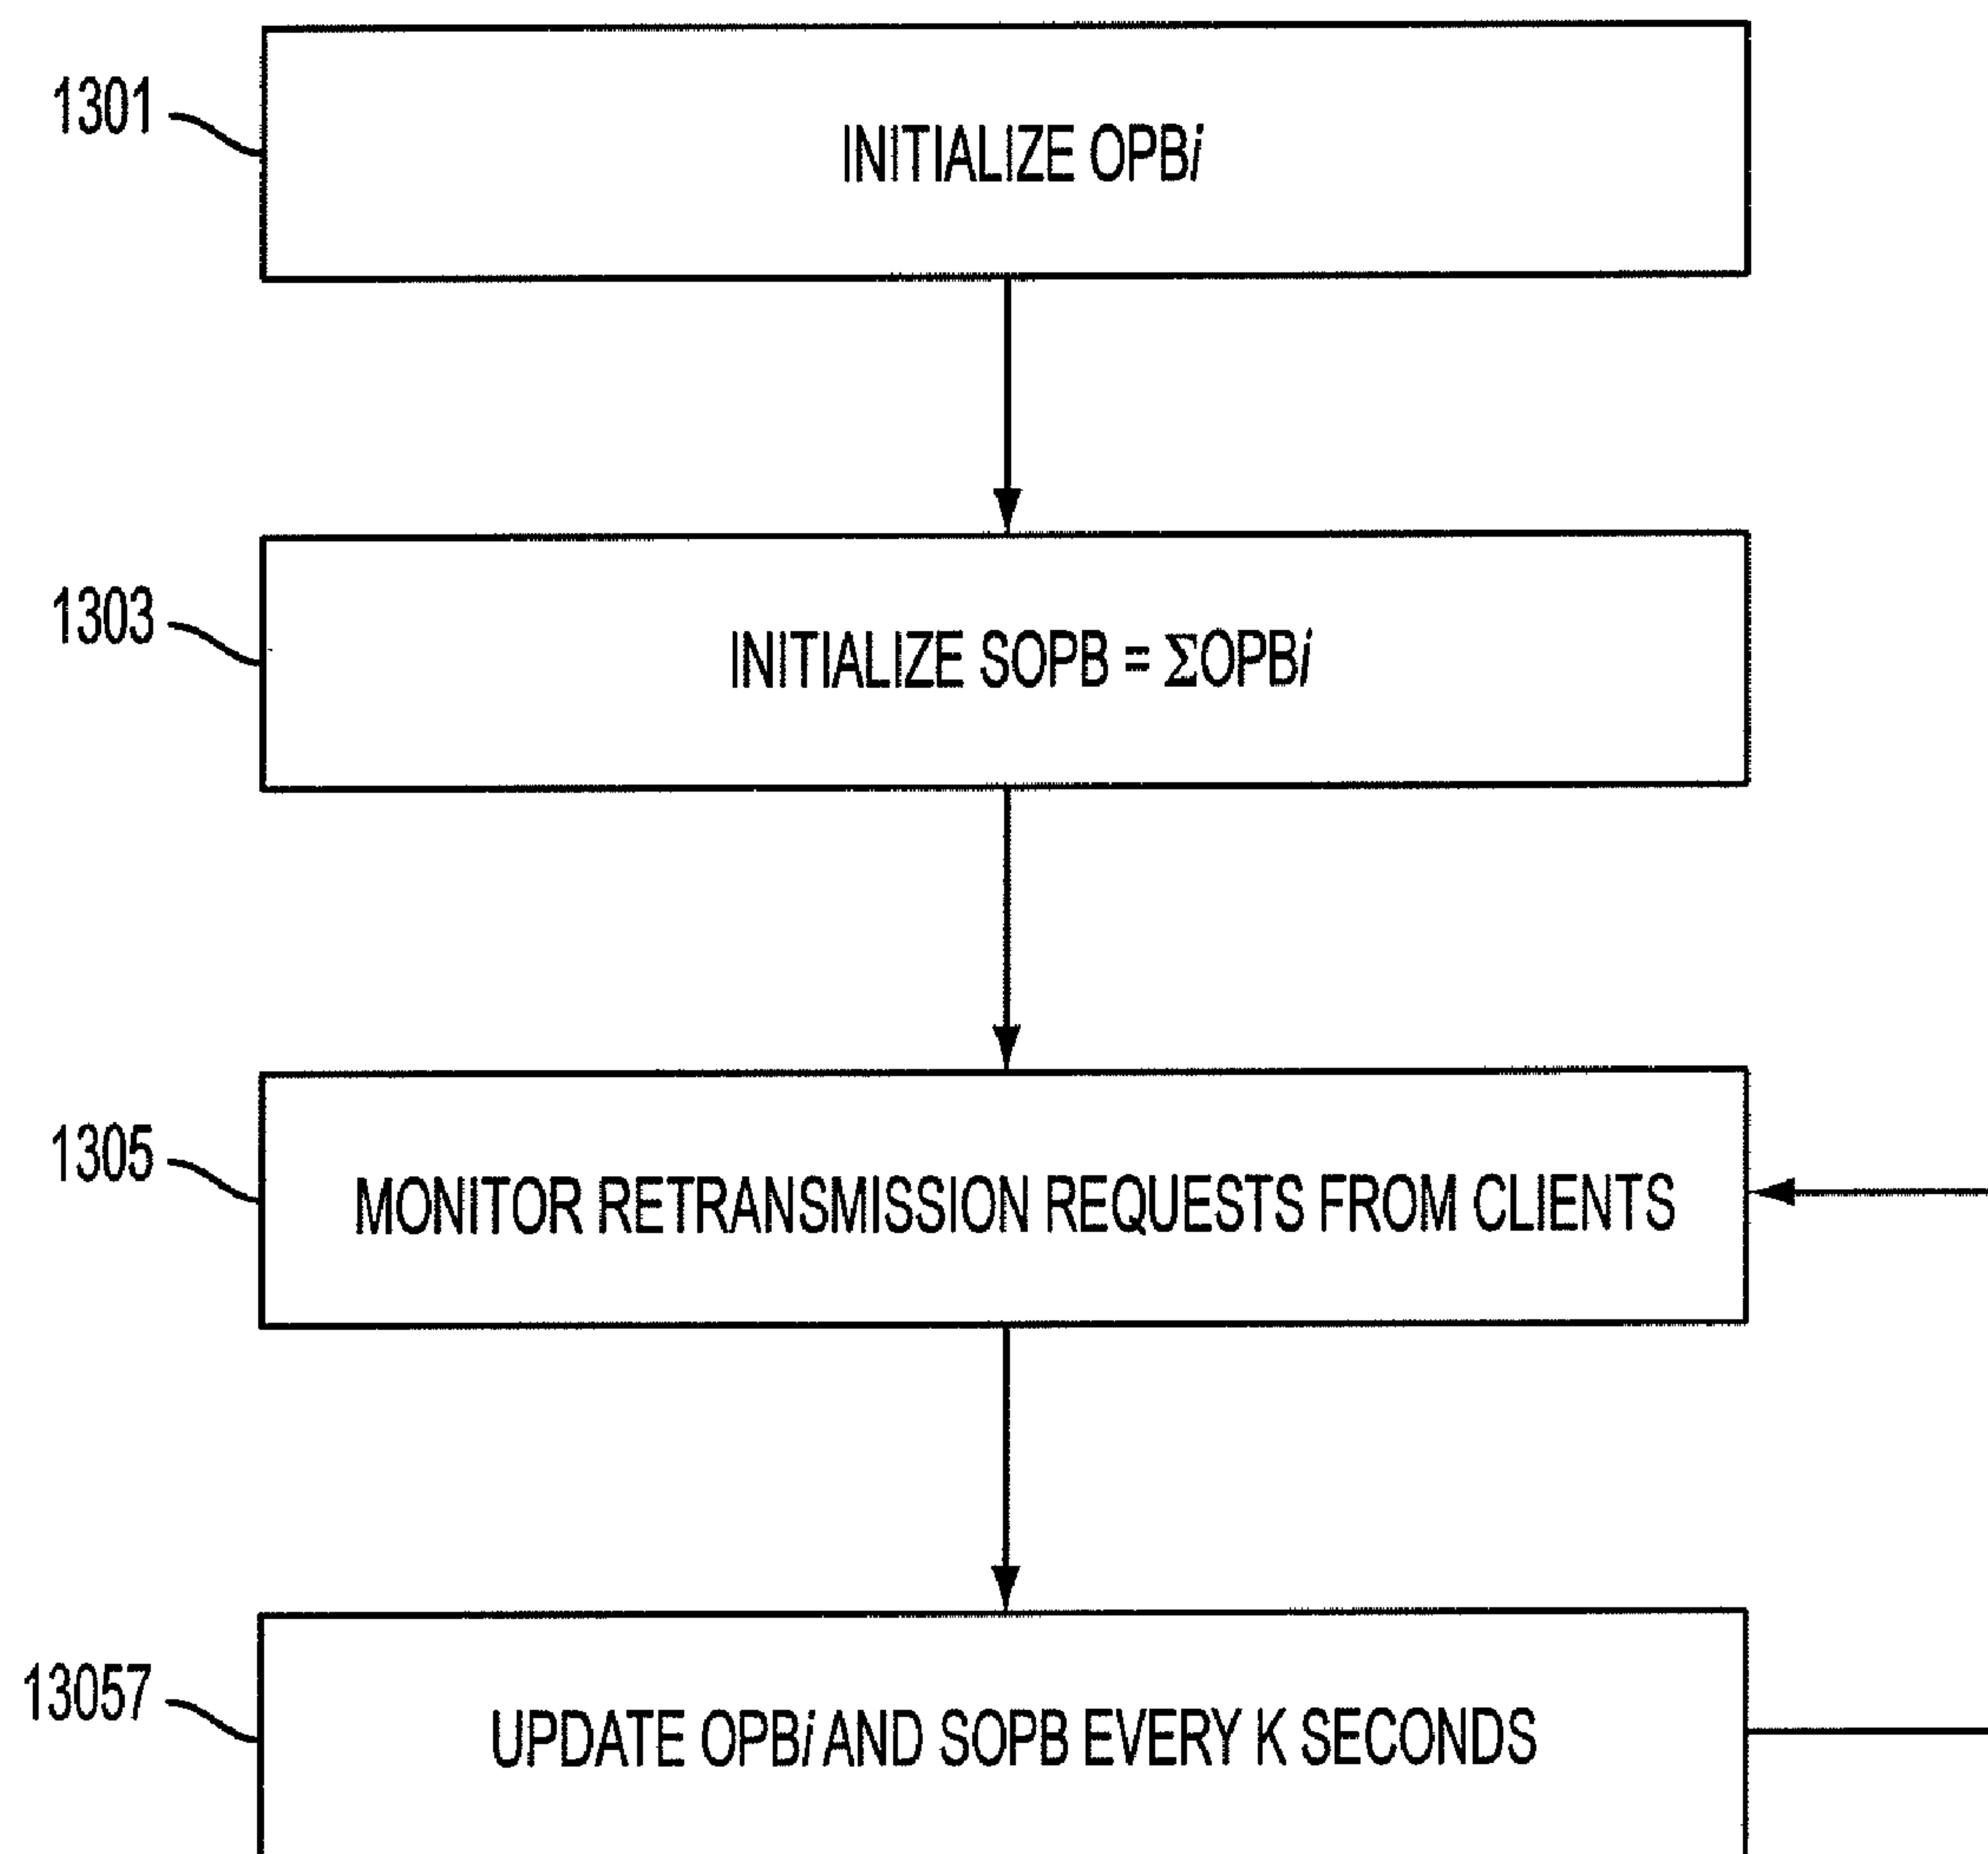 1301
INITIALIZE OPBi
1303
INITIALIZE SOPB = ΣOPBi
1305
MONITOR RETRANSMISSION REQUESTS FROM CLIENTS
13057
UPDATE OPBi AND SOPB EVERY K SECONDS